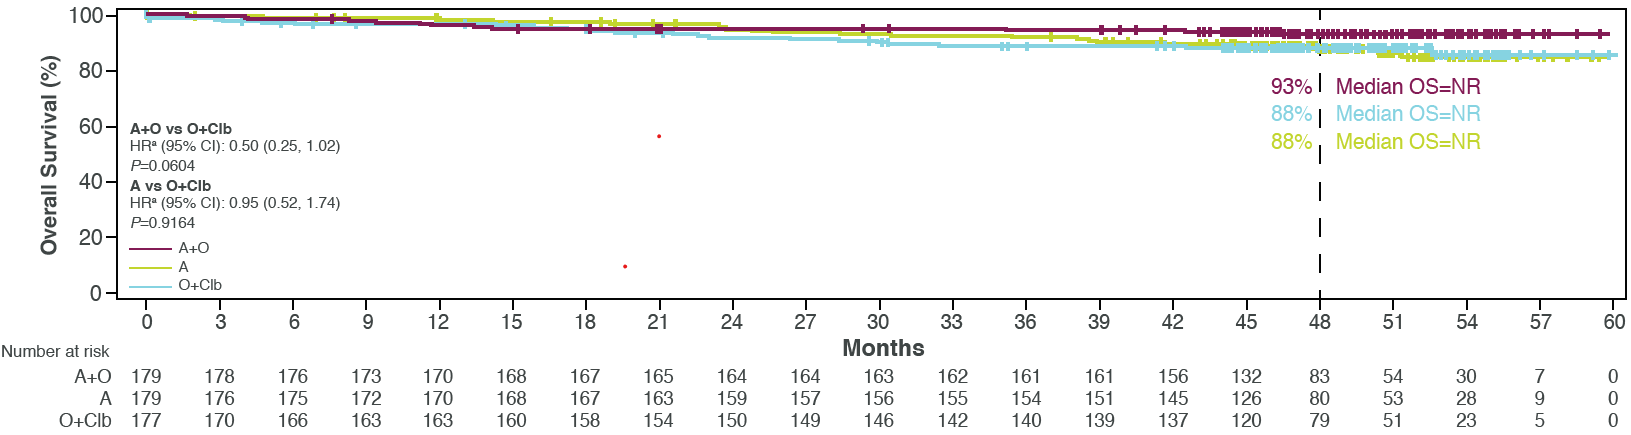 100
80
60
40
20
0
Overall Survival (%)
93% Median OS=NR
88% Median OS=NR
88% Median OS=NR
A+O vs O+Clb
HRª (95% CI): 0.50 (0.25, 1.02)
P=0.0604
A vs O+Clb
HRª (95% CI): 0.95 (0.52, 1.74)
P=0.9164
A+O
A
O+Clb
0 3 6 9 12 15 18 21 24 27 30 33 36 39 42 45 48 51 54 57 60
Months
Number at risk
A+O 179 178 176 173 170 168 167 165 164 164 163 162 161 161 156 132 83 54 30 7 0
A 179 176 175 172 170 168 167 163 159 157 156 155 154 151 145 126 80 53 28 9 0
O+Clb 177 170 166 163 163 160 158 154 150 149 146 142 140 139 137 120 79 51 23 5 0